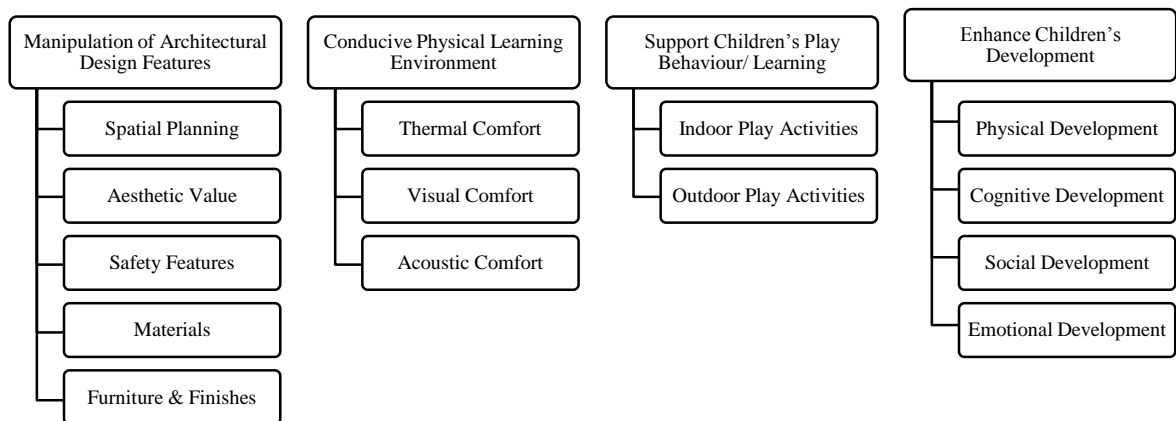 Manipulation of Architectural
Design Features
Spatial Planning
Aesthetic Value
Safety Features
Materials
Furniture & Finishes
Conducive Physical Learning
Environment
Thermal Comfort
Visual Comfort
Acoustic Comfort
Support Children's Play
Behaviour/ Learning
Indoor Play Activities
Outdoor Play Activities
Enhance Children's
Development
Physical Development
Cognitive Development
Social Development
Emotional Development